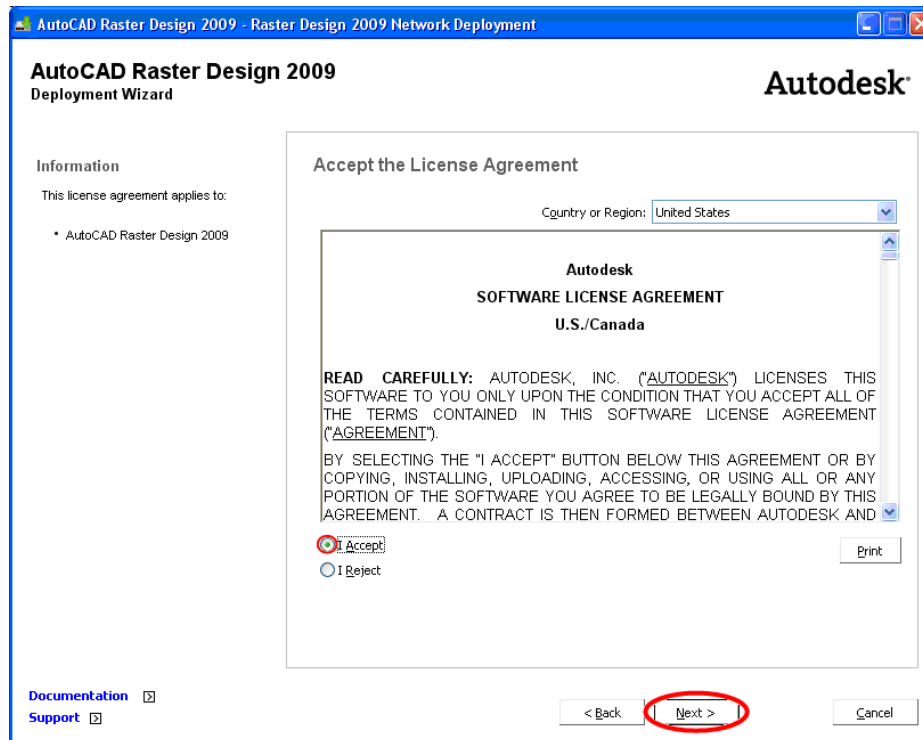 AutoCAD Raster Design 2009 - Raster Design 2009 Network Deployment
AutoCAD Raster Design 2009
Deployment Wizard
Autodesk
Information
This license agreement applies to:
• AutoCAD Raster Design 2009
Accept the License Agreement
Country or Region: United States
Autodesk
SOFTWARE LICENSE AGREEMENT
U.S./Canada
READ CAREFULLY: AUTODESK, INC. ("AUTODESK") LICENSES THIS
SOFTWARE TO YOU ONLY UPON THE CONDITION THAT YOU ACCEPT ALL OF
THE TERMS CONTAINED IN THIS SOFTWARE LICENSE AGREEMENT
("AGREEMENT").
BY SELECTING THE "I ACCEPT" BUTTON BELOW THIS AGREEMENT OR BY
COPYING, INSTALLING, UPLOADING, ACCESSING, OR USING ALL OR ANY
PORTION OF THE SOFTWARE YOU AGREE TO BE LEGALLY BOUND BY THIS
AGREEMENT. A CONTRACT IS THEN FORMED BETWEEN AUTODESK AND
I Accept
Print
I Reject
Documentation
Support
< Back
Next >
Cancel